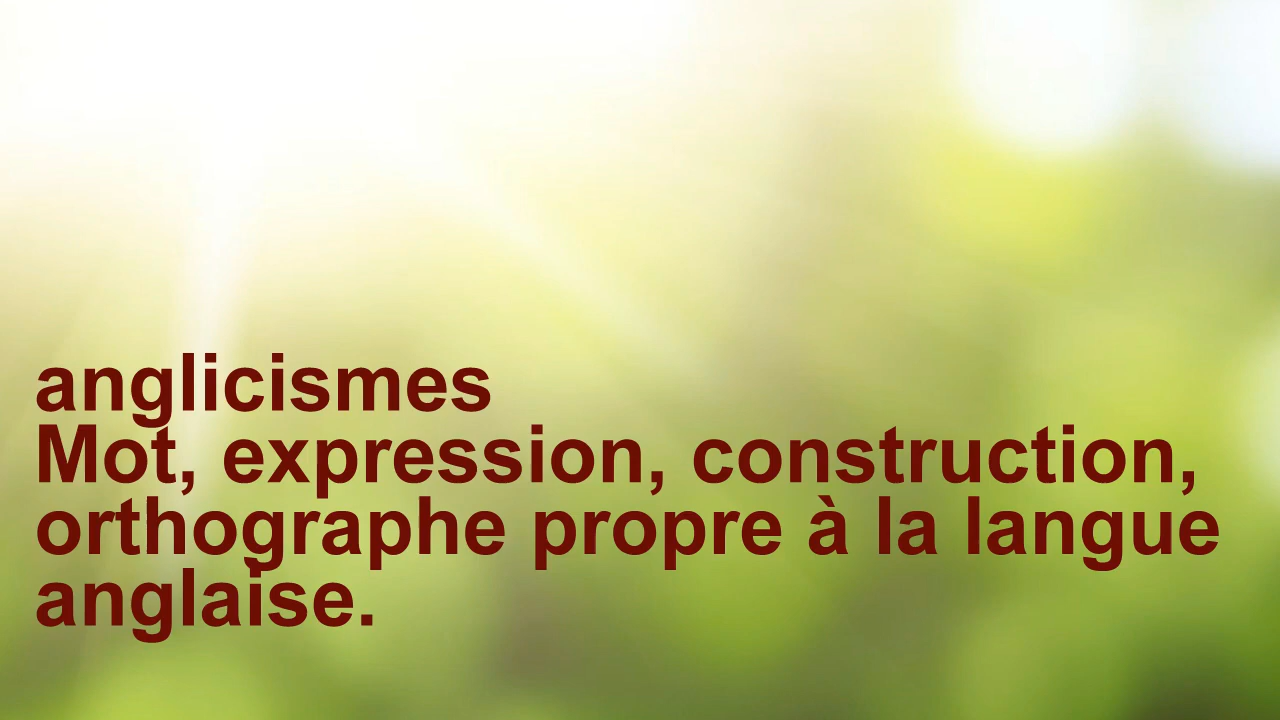 anglicismes
Mot, expression, construction,
orthographe propre à la langue
anglaise.